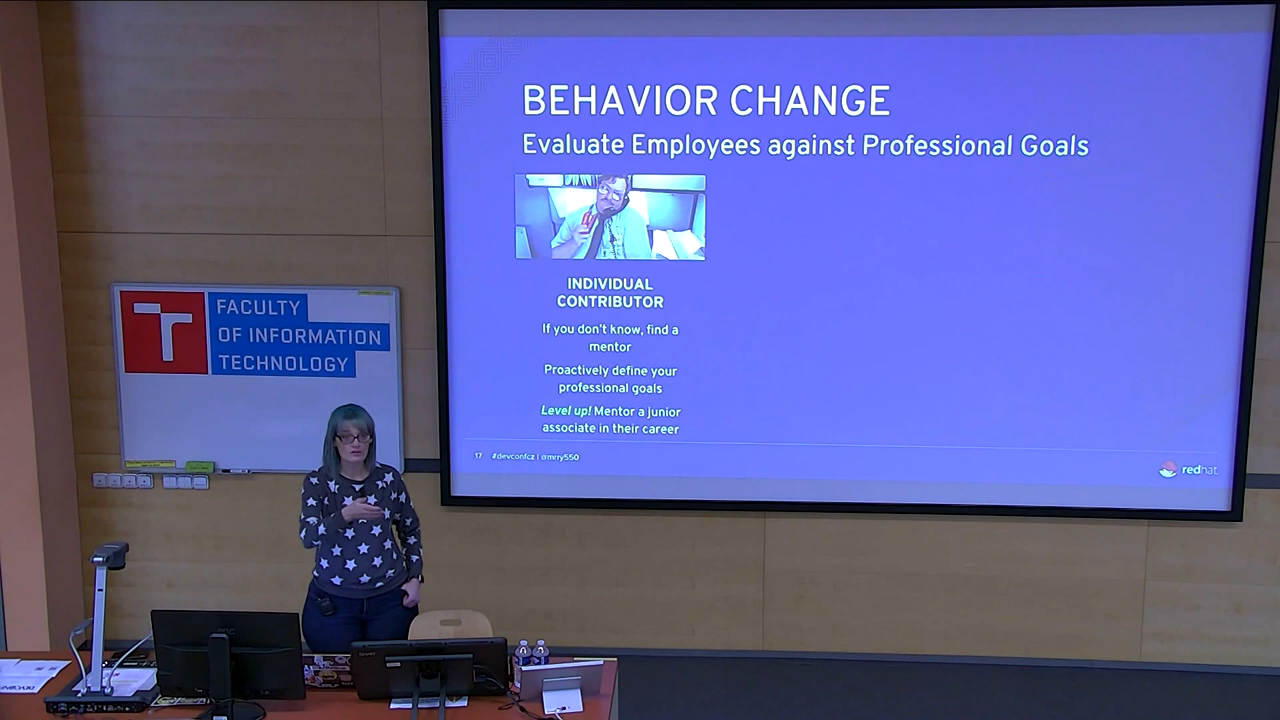 BEHAVIOR CHANGE
Evaluate Employees against Professional Goals
INDIVIDUAL
CONTRIBUTOR
If you don't know, find a
mentor
Proactively define your
professional goals
Level up! Mentor a junior
associate in their career
17 #devconfcz | @mrry550
redhat
FACULTY
OF INFORMATION
TECHNOLOGY